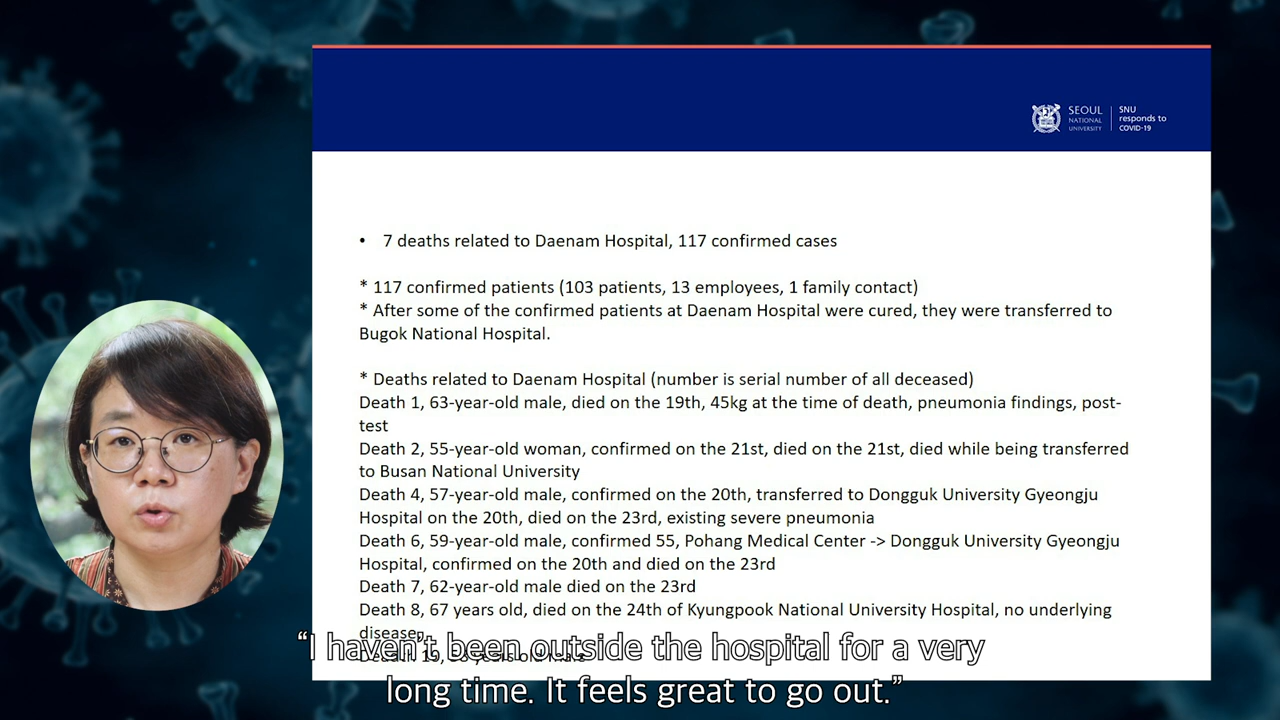 SEOUL
NATIONAL
UNIVERSITY
SNU
responds to
COVID-19
• 7 deaths related to Daenam Hospital, 117 confirmed cases
* 117 confirmed patients (103 patients, 13 employees, 1 family contact)
* After some of the confirmed patients at Daenam Hospital were cured, they were transferred to
Bugok National Hospital.
* Deaths related to Daenam Hospital (number is serial number of all deceased)
Death 1, 63-year-old male, died on the 19th, 45kg at the time of death, pneumonia findings, post-
test
Death 2, 55-year-old woman, confirmed on the 21st, died on the 21st, died while being transferred
to Busan National University
Death 4, 57-year-old male, confirmed on the 20th, transferred to Dongguk University Gyeongju
Hospital on the 20th, died on the 23rd, existing severe pneumonia
Death 6, 59-year-old male, confirmed 55, Pohang Medical Center -> Dongguk University Gyeongju
Hospital, confirmed on the 20th and died on the 23rd
Death 7, 62-year-old male died on the 23rd
Death 8, 67 years old, died on the 24th of Kyungpook National University Hospital, no underlying
disease
“I haven’t been outside the hospital for a very
long time. It feels great to go out.”